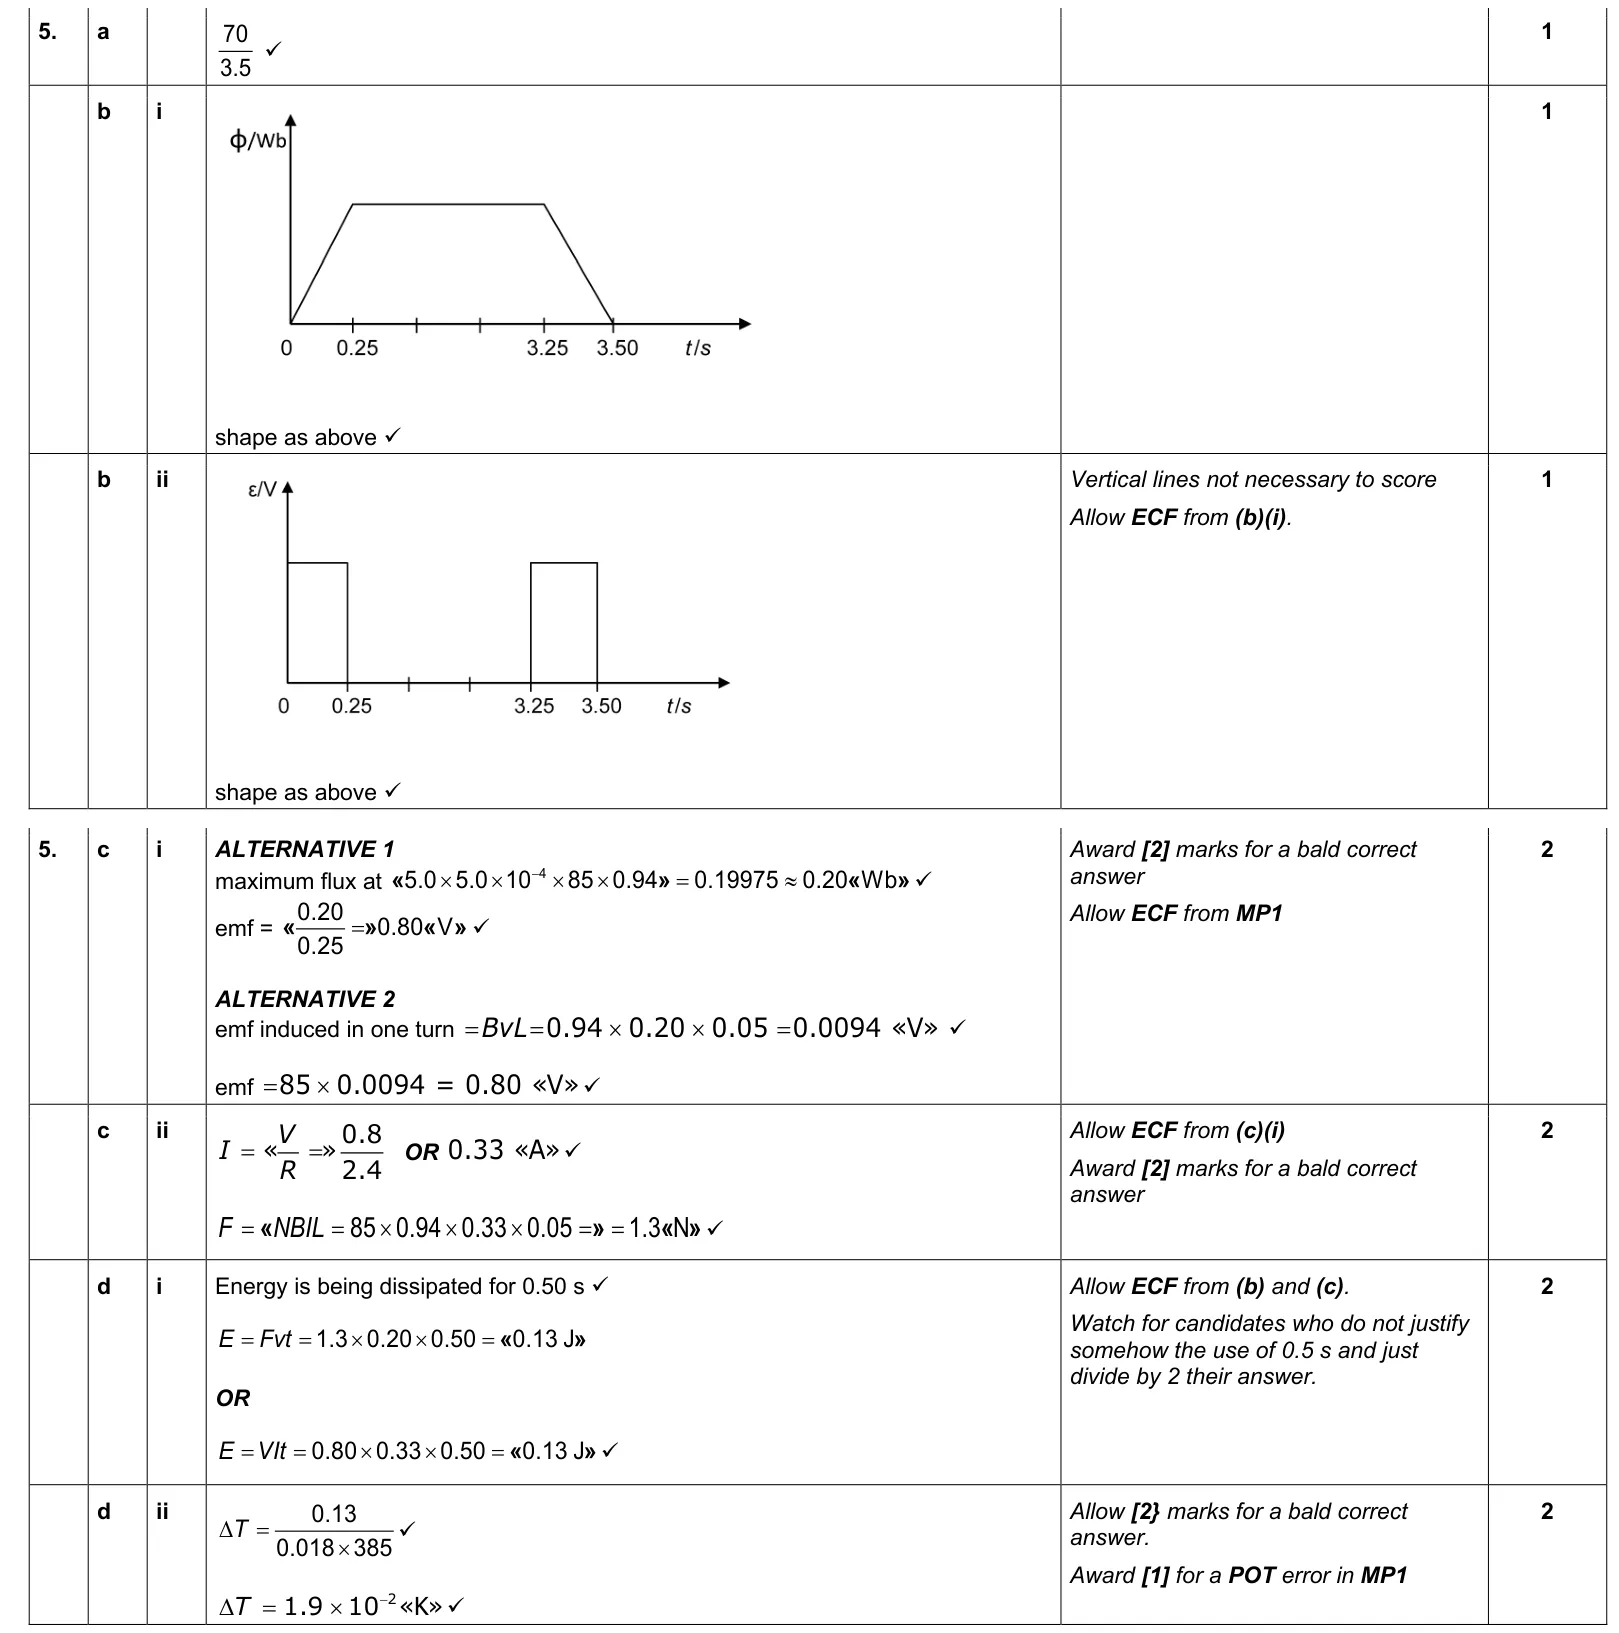 5. a 70/3.5 ✓ 1
b i 1
ϕ/Wb
0 0.25 3.25 3.50 t/s
shape as above ✓
b ii Vertical lines not necessary to score 1
Allow ECF from (b)(i).
ε/V
0 0.25 3.25 3.50 t/s
shape as above ✓
5. c i ALTERNATIVE 1 2
maximum flux at «5.0×5.0×10⁻⁴×85×0.94» = 0.19975 ≈ 0.20«Wb» ✓
emf = «0.20/0.25 =»0.80«V» ✓
ALTERNATIVE 2
emf induced in one turn =BvL=0.94 × 0.20 × 0.05 =0.0094 «V» ✓
emf =85 × 0.0094 = 0.80 «V» ✓
Award [2] marks for a bald correct
answer
Allow ECF from MP1
c ii I = «V/R =» 0.8/2.4 OR 0.33 «A» ✓ 2
F = «NBIL = 85×0.94×0.33×0.05 =» = 1.3«N» ✓
Allow ECF from (c)(i)
Award [2] marks for a bald correct
answer
d i Energy is being dissipated for 0.50 s ✓ 2
E = Fvt = 1.3×0.20×0.50 = «0.13 J»
OR
E = VIt = 0.80×0.33×0.50 = «0.13 J» ✓
Allow ECF from (b) and (c).
Watch for candidates who do not justify
somehow the use of 0.5 s and just
divide by 2 their answer.
d ii ΔT = 0.13/(0.018×385) ✓ 2
ΔT = 1.9 × 10⁻² «K» ✓
Allow [2} marks for a bald correct
answer.
Award [1] for a POT error in MP1